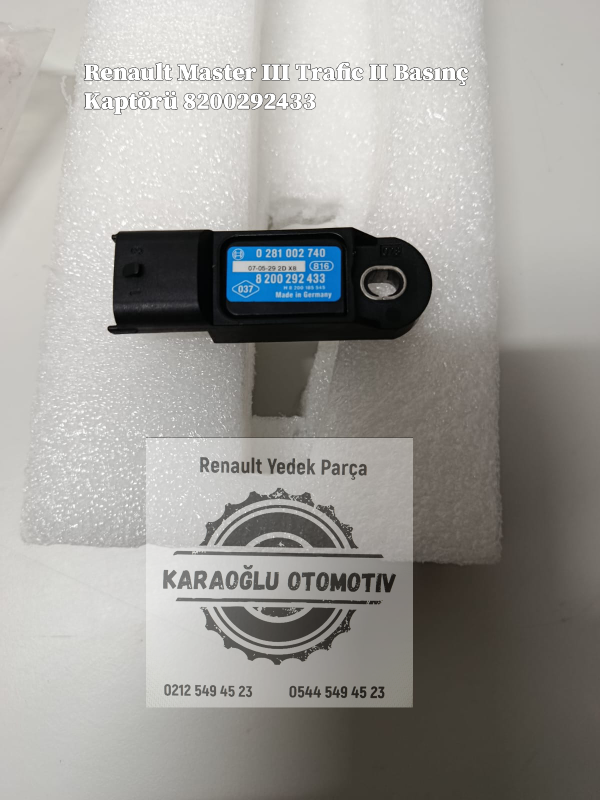 Renault Master III Trafic II Basınç
Kaptörü 8200292433
0 281 002 740
07-05-29 2D X8
816
8 200 292 433
037
Made in Germany
Renault Yedek Parça
KARAOĞLU OTOMOTIV
0212 549 45 23 0544 549 45 23